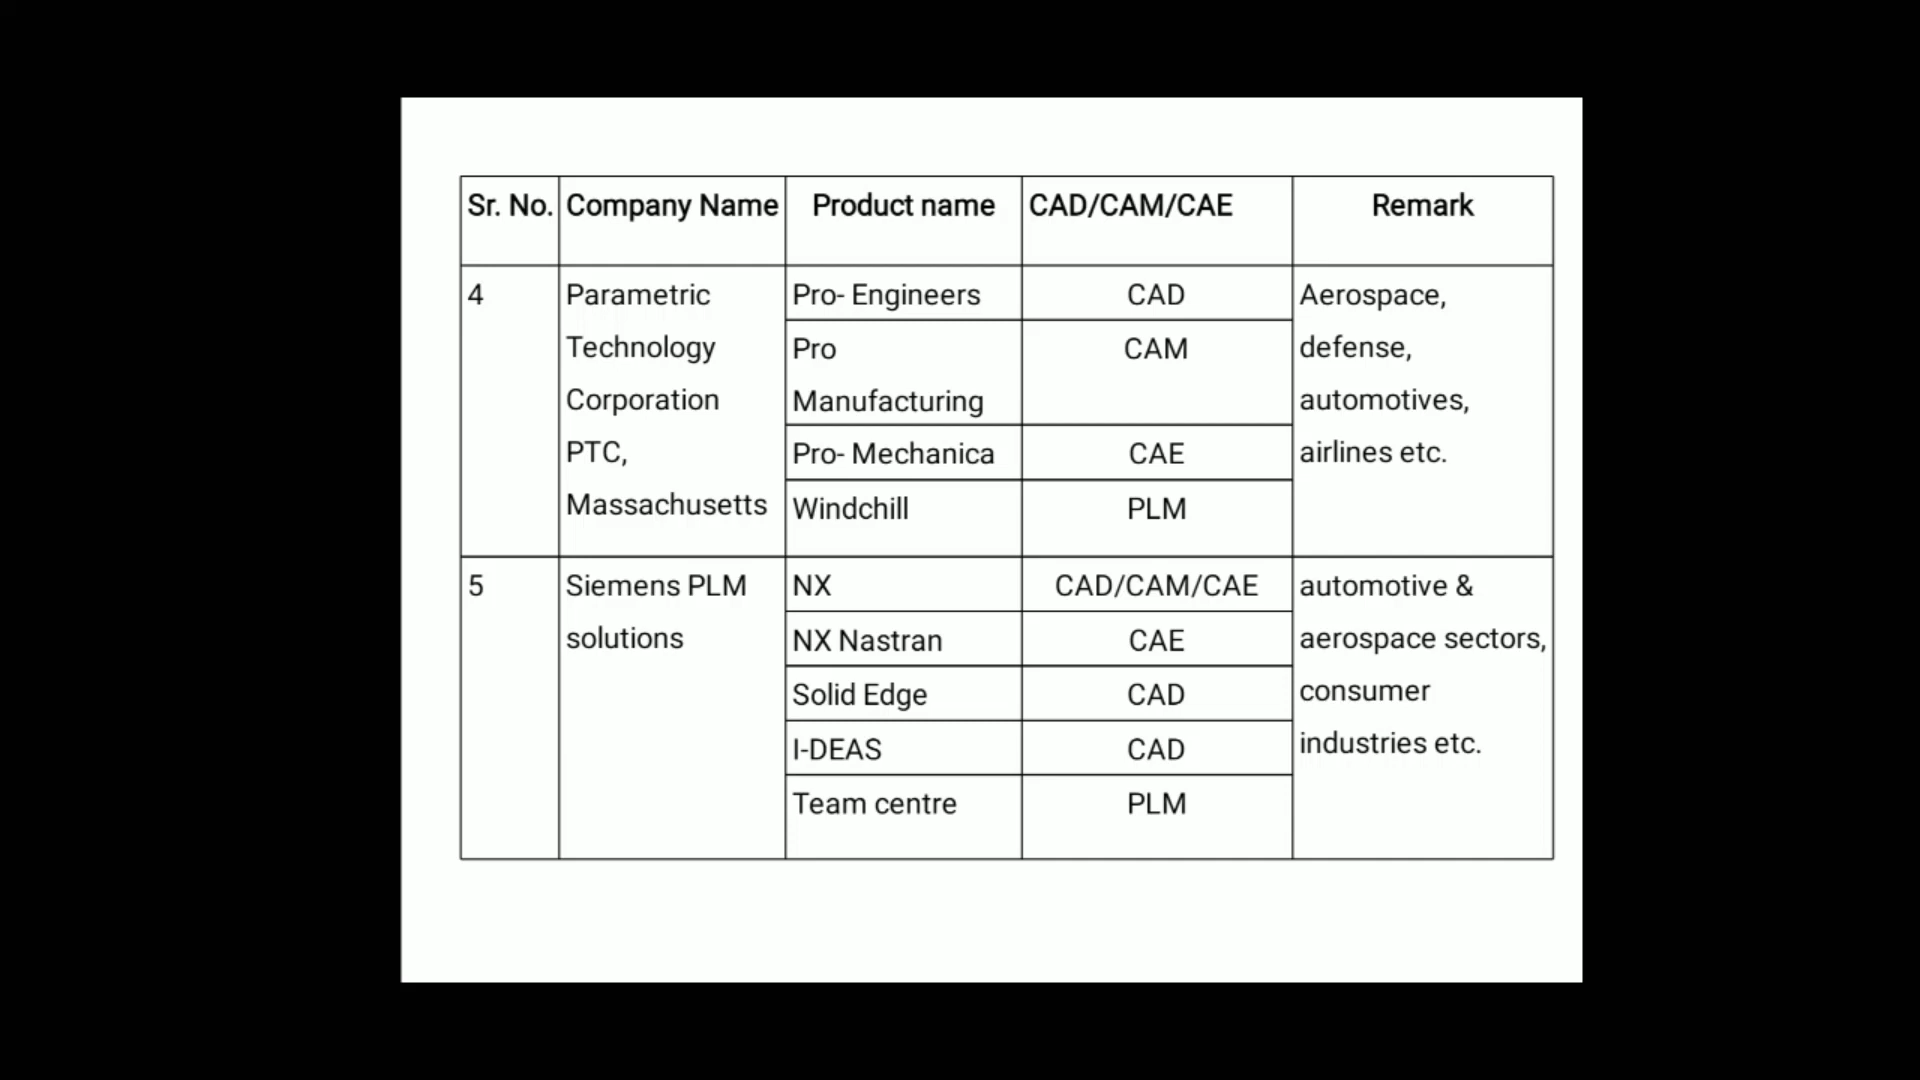 Sr. No. Company Name Product name CAD/CAM/CAE Remark
4 Parametric Pro- Engineers CAD Aerospace,
Technology Pro CAM defense,
Corporation Manufacturing automotives,
PTC, Pro- Mechanica CAE airlines etc.
Massachusetts Windchill PLM
5 Siemens PLM NX CAD/CAM/CAE automotive &
solutions NX Nastran CAE aerospace sectors,
Solid Edge CAD consumer
I-DEAS CAD industries etc.
Team centre PLM